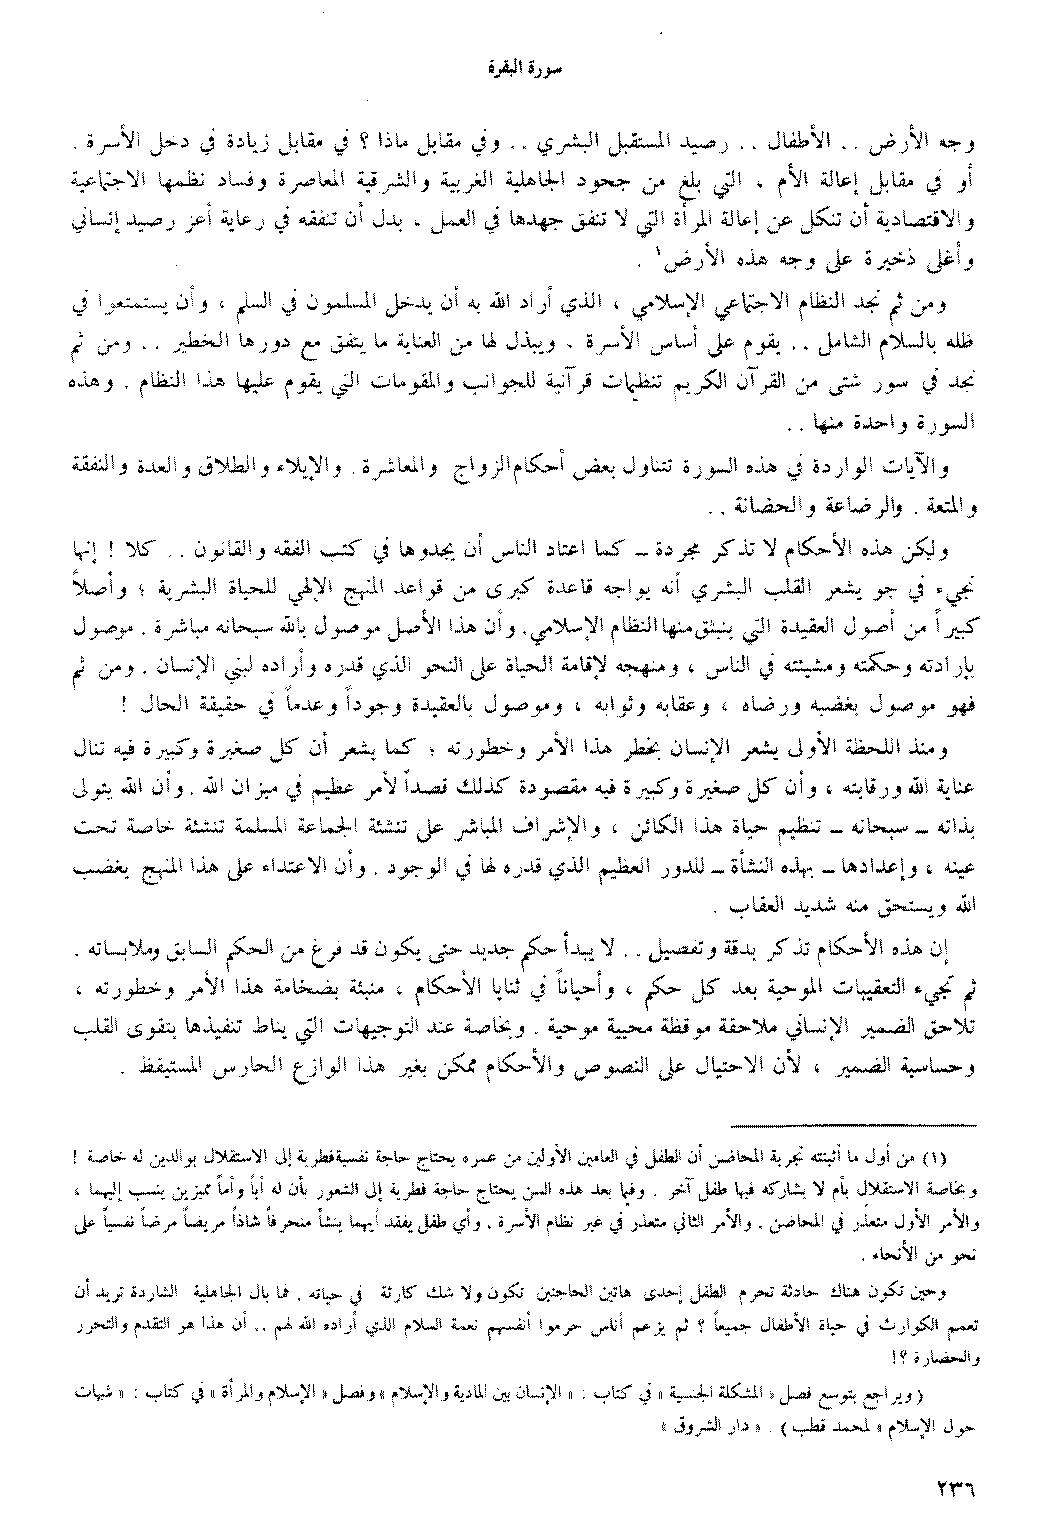 سورة البقرة
وجه الأرض .. الأطفال .. رصيد المستقبل البشري .. وفي مقابل ماذا ؟ في مقابل زيادة في دخل الأسرة .
أو في مقابل إعالة الأم ، التي بلغ من جحود الجاهلية الغربية والشرقية المعاصرة وفساد نظمها الاجتماعية
والاقتصادية أن تنكل عن إعالة المرأة التي لا تنفق جهدها في العمل ، بدل أن تنفقه في رعاية أعز رصيد إنساني
وأغلى ذخيرة على وجه هذه الأرض١ .
ومن ثم نجد النظام الاجتماعي الإسلامي ، الذي أراد الله به أن يدخل المسلمون في السلم ، وأن يستمتعوا في
ظله بالسلام الشامل .. يقوم على أساس الأسرة . ويبذل لها من العناية ما يتفق مع دورها الخطير .. ومن ثم
نجد في سور شتى من القرآن الكريم تنظيمات قرآنية للجوانب والمقومات التي يقوم عليها هذا النظام . وهذه
السورة واحدة منها ..
والآيات الواردة في هذه السورة تتناول بعض أحكام الزواج والمعاشرة . والإيلاء والطلاق والعدة والنفقة
والمتعة . والرضاعة والحضانة ..
ولكن هذه الأحكام لا تذكر مجردة – كما اعتاد الناس أن يجدوها في كتب الفقه والقانون .. كلا ! إنها
تجيء في جو يشعر القلب البشري أنه يواجه قاعدة كبرى من قواعد المنهج الإلهي للحياة البشرية ؛ وأصلاً
كبيراً من أصول العقيدة التي ينبثق منها النظام الإسلامي . وأن هذا الأصل موصول بالله سبحانه مباشرة . موصول
بإرادته وحكمته ومشيئته في الناس ، ومنهجه لإقامة الحياة على النحو الذي قدره وأراده لبني الإنسان . ومن ثم
فهو موصول بغضبه ورضاه ، وعقابه وثوابه ، وموصول بالعقيدة وجوداً وعدماً في حقيقة الحال !
ومنذ اللحظة الأولى يشعر الإنسان بخطر هذا الأمر وخطورته ؛ كما يشعر أن كل صغيرة وكبيرة فيه تنال
عناية الله ورقابته ، وأن كل صغيرة وكبيرة فيه مقصودة كذلك قصداً لأمر عظيم في ميزان الله . وأن الله يتولى
بذاته – سبحانه – تنظيم حياة هذا الكائن ، والإشراف المباشر على تنشئة الجماعة المسلمة تنشئة خاصة تحت
عينه ، وإعدادها – بهذه النشأة – للدور العظيم الذي قدره لها في الوجود . وأن الاعتداء على هذا المنهج يغضب
الله ويستحق منه شديد العقاب .
إن هذه الأحكام تذكر بدقة وتفصيل .. لا يبدأ حكم جديد حتى يكون قد فرغ من الحكم السابق وملابساته .
ثم تجيء التعقيبات الموحية بعد كل حكم ، وأحياناً في ثنايا الأحكام ، منبئة بضخامة هذا الأمر وخطورته ،
تلاحق الضمير الإنساني ملاحقة موقظة محيية موحية . وبخاصة عند التوجيهات التي يناط تنفيذها بتقوى القلب
وحساسية الضمير ، لأن الاحتيال على النصوص والأحكام ممكن بغير هذا الوازع الحارس المستيقظ .
(١) من أول ما أثبتته تجربة المحاضن أن الطفل في العامين الأولين من عمره يحتاج حاجة نفسية فطرية إلى الاستقلال بوالدين له خاصة !
وبخاصة الاستقلال بأم لا يشاركه فيها طفل آخر . وفيما بعد هذه السن يحتاج حاجة فطرية إلى الشعور بأن له أباً وأماً مميزين ينسب إليهما ،
والأمر الأول متعذر في المحاضن . والأمر الثاني متعذر في غير نظام الأسرة . وأي طفل يفقد أيهما ينشأ منحرفاً شاذاً مريضاً مرضاً نفسياً على
نحو من الأنحاء .
وحين تكون هناك حادثة تحرم الطفل إحدى هاتين الحاجتين تكون ولا شك كارثة في حياته . فما بال الجاهلية الشاردة تريد أن
تعمم الكوارث في حياة الأطفال جميعاً ؟ ثم يزعم أناس حرموا أنفسهم نعمة السلام الذي أراده الله لهم .. أن هذا هو التقدم والتحرر
والحضارة ؟!
(ويراجع بتوسع فصل « المشكلة الجنسية » في كتاب : « الإنسان بين المادية والإسلام » وفصل « الإسلام والمرأة » في كتاب : « شبهات
حول الإسلام » لمحمد قطب) . « دار الشروق »
٢٣٦